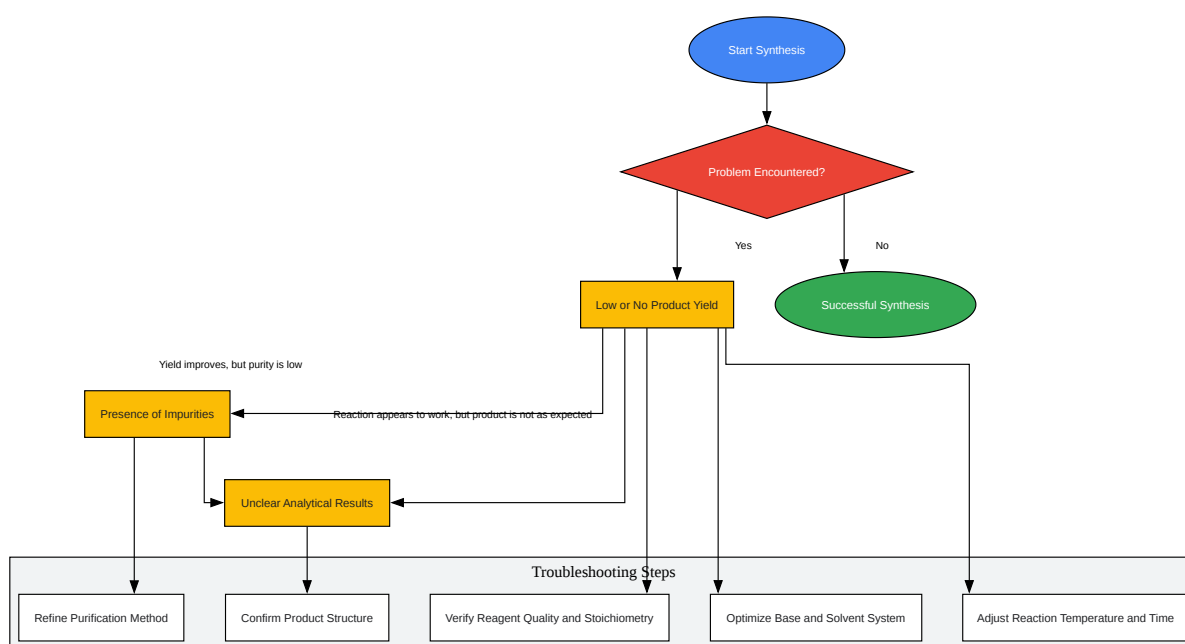 Start Synthesis
Problem Encountered?
Yes
No
Low or No Product Yield
Successful Synthesis
Yield improves, but purity is low
Presence of Impurities
Reaction appears to work, but product is not as expected
Unclear Analytical Results
Troubleshooting Steps
Refine Purification Method
Confirm Product Structure
Verify Reagent Quality and Stoichiometry
Optimize Base and Solvent System
Adjust Reaction Temperature and Time